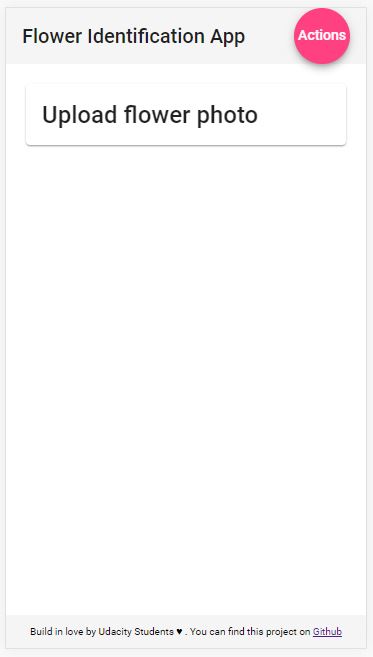 Flower Identification App
Actions
Upload flower photo
Build in love by Udacity Students ♥ . You can find this project on Github